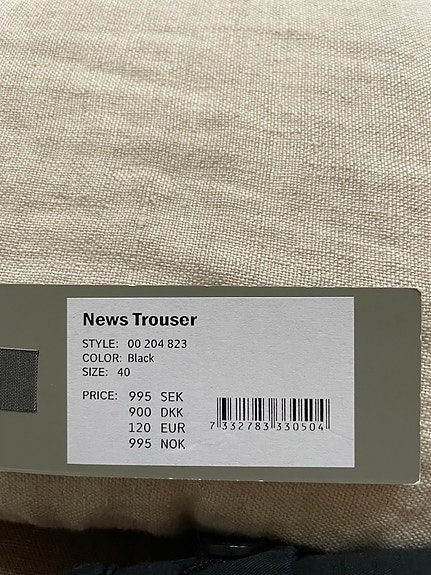 News Trouser
STYLE: 00 204 823
COLOR: Black
SIZE: 40
PRICE: 995 SEK
900 DKK
120 EUR
995 NOK
7 332783 330504